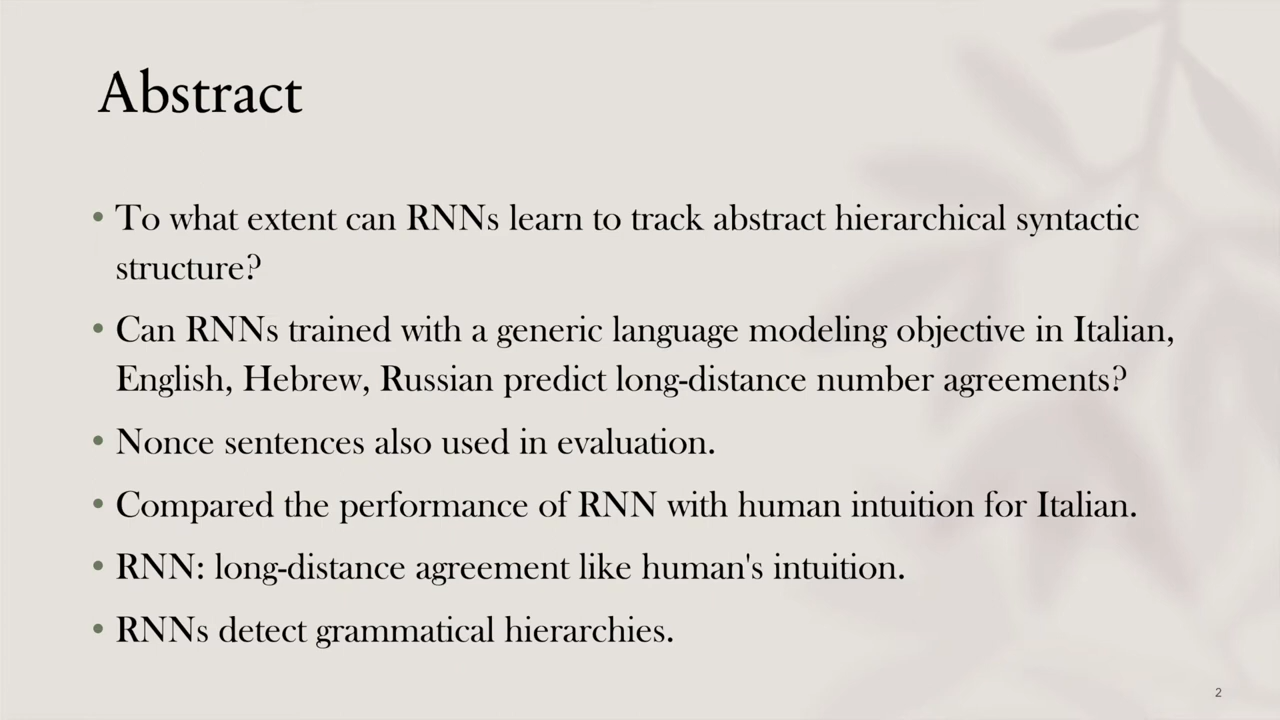 Abstract
• To what extent can RNNs learn to track abstract hierarchical syntactic
structure?
• Can RNNs trained with a generic language modeling objective in Italian,
English, Hebrew, Russian predict long-distance number agreements?
• Nonce sentences also used in evaluation.
• Compared the performance of RNN with human intuition for Italian.
• RNN: long-distance agreement like human's intuition.
• RNNs detect grammatical hierarchies.
2